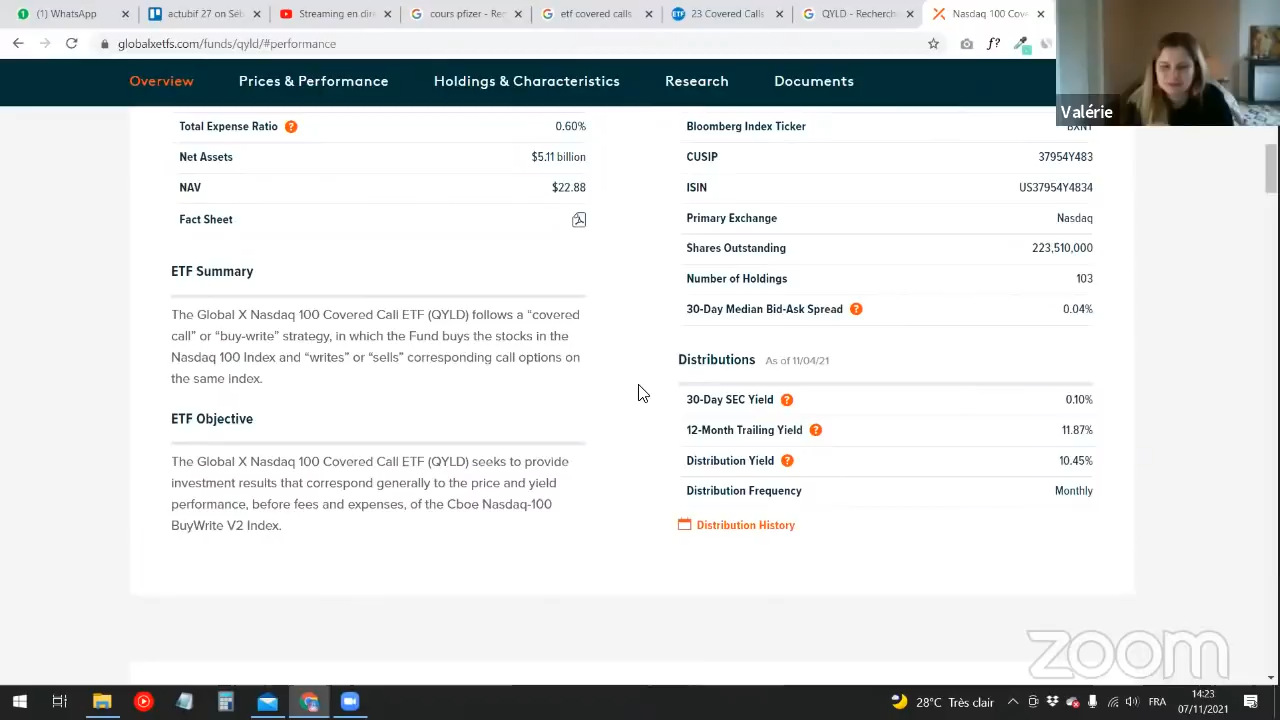 (1) WhatsApp
actubif 27 on Seb
Streaming en dire
cours pfizer - Rec
etf covered calls
23 Covered Calls
QYLD - Recherche
Nasdaq 100 Cov
globalxetfs.com/funds/qyld/#performance
f?
Overview
Prices & Performance
Holdings & Characteristics
Research
Documents
Valérie
Total Expense Ratio ? 0.60%
Net Assets $5.11 billion
NAV $22.88
Fact Sheet
Bloomberg Index Ticker BXNT
CUSIP 37954Y483
ISIN US37954Y4834
Primary Exchange Nasdaq
Shares Outstanding 223,510,000
Number of Holdings 103
30-Day Median Bid-Ask Spread ? 0.04%
ETF Summary
The Global X Nasdaq 100 Covered Call ETF (QYLD) follows a “covered
call” or “buy-write” strategy, in which the Fund buys the stocks in the
Nasdaq 100 Index and “writes” or “sells” corresponding call options on
the same index.
ETF Objective
The Global X Nasdaq 100 Covered Call ETF (QYLD) seeks to provide
investment results that correspond generally to the price and yield
performance, before fees and expenses, of the Cboe Nasdaq-100
BuyWrite V2 Index.
Distributions As of 11/04/21
30-Day SEC Yield ? 0.10%
12-Month Trailing Yield ? 11.87%
Distribution Yield ? 10.45%
Distribution Frequency Monthly
Distribution History
zoom
28°C Très clair
FRA
14:23
07/11/2021